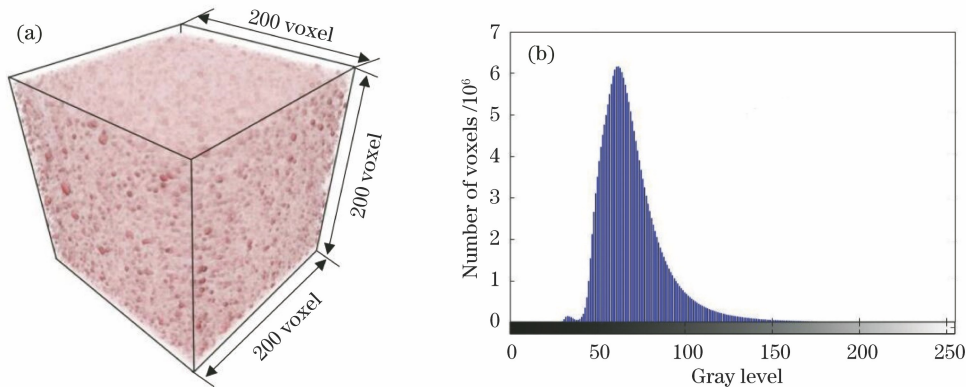 (a)
200 voxel
200 voxel
200 voxel
(b)
Number of voxels /10⁶
7
6
5
4
3
2
1
0
0 50 100 150 200 250
Gray level